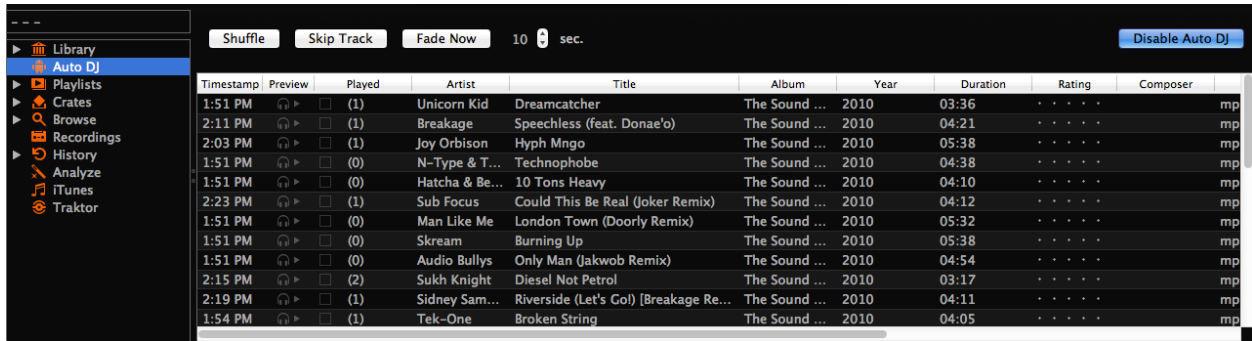 - - -
Library
Auto DJ
Playlists
Crates
Browse
Recordings
History
Analyze
iTunes
Traktor
Shuffle Skip Track Fade Now 10 sec. Disable Auto DJ
Timestamp Preview Played Artist Title Album Year Duration Rating Composer
1:51 PM (1) Unicorn Kid Dreamcatcher The Sound ... 2010 03:36 · · · · · mp
2:11 PM (1) Breakage Speechless (feat. Donae'o) The Sound ... 2010 04:21 · · · · · mp
2:03 PM (1) Joy Orbison Hyph Mngo The Sound ... 2010 05:38 · · · · · mp
1:51 PM (0) N-Type & T... Technophobe The Sound ... 2010 04:38 · · · · · mp
1:51 PM (0) Hatcha & Be... 10 Tons Heavy The Sound ... 2010 04:10 · · · · · mp
2:23 PM (1) Sub Focus Could This Be Real (Joker Remix) The Sound ... 2010 04:12 · · · · · mp
1:51 PM (0) Man Like Me London Town (Doorly Remix) The Sound ... 2010 05:32 · · · · · mp
1:51 PM (0) Skream Burning Up The Sound ... 2010 05:38 · · · · · mp
1:51 PM (0) Audio Bullys Only Man (Jakwob Remix) The Sound ... 2010 04:54 · · · · · mp
2:15 PM (2) Sukh Knight Diesel Not Petrol The Sound ... 2010 03:17 · · · · · mp
2:19 PM (1) Sidney Sam... Riverside (Let's Go!) [Breakage Re... The Sound ... 2010 04:11 · · · · · mp
1:54 PM (1) Tek-One Broken String The Sound ... 2010 04:05 · · · · · mp